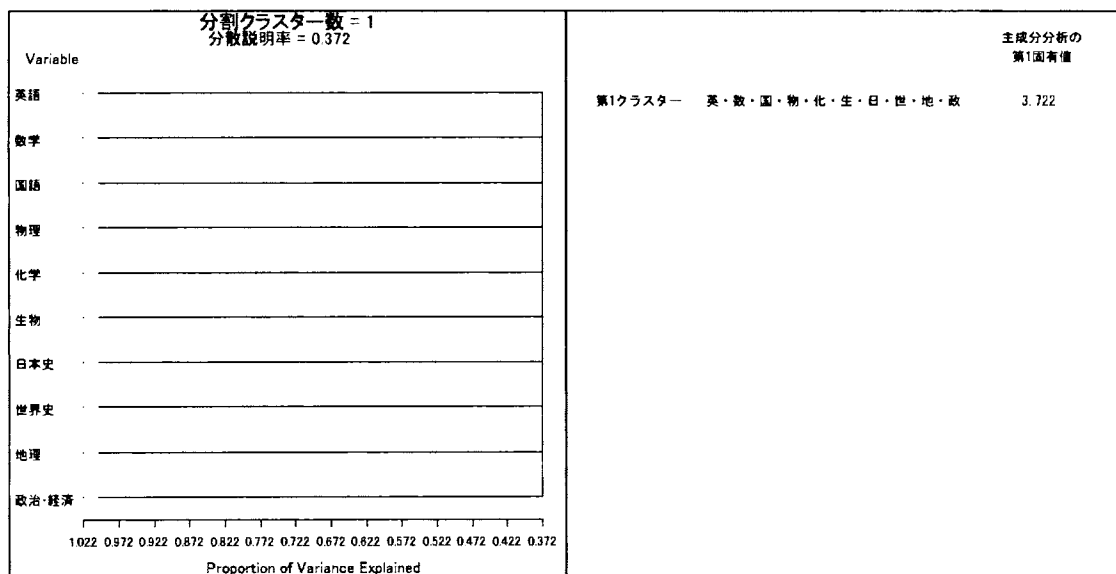 分割クラスター数 = 1
分散説明率 = 0.372
Variable
英語
数学
国語
物理
化学
生物
日本史
世界史
地理
政治・経済
1.022 0.972 0.922 0.872 0.822 0.772 0.722 0.672 0.622 0.572 0.522 0.472 0.422 0.372
Proportion of Variance Explained
主成分分析の
第1固有値
第1クラスター 英・数・国・物・化・生・日・世・地・政 3.722